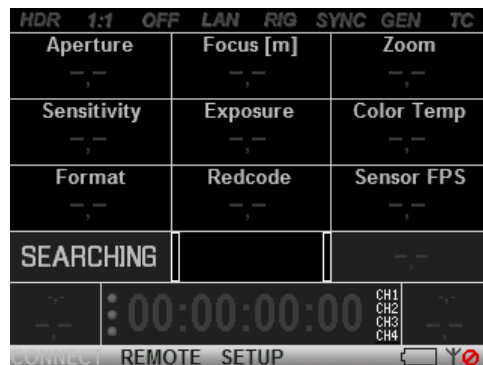 HDR 1:1 OFF LAN RIG SYNC GEN TC
Aperture Focus [m] Zoom
-,- -,- -,-
Sensitivity Exposure Color Temp
-,- -,- -,-
Format Redcode Sensor FPS
-,- -,- -,-
SEARCHING -,-
-,- 00:00:00:00 CH1 -,-
CH2
-,- CH3 -,-
CH4
CONNECT REMOTE SETUP